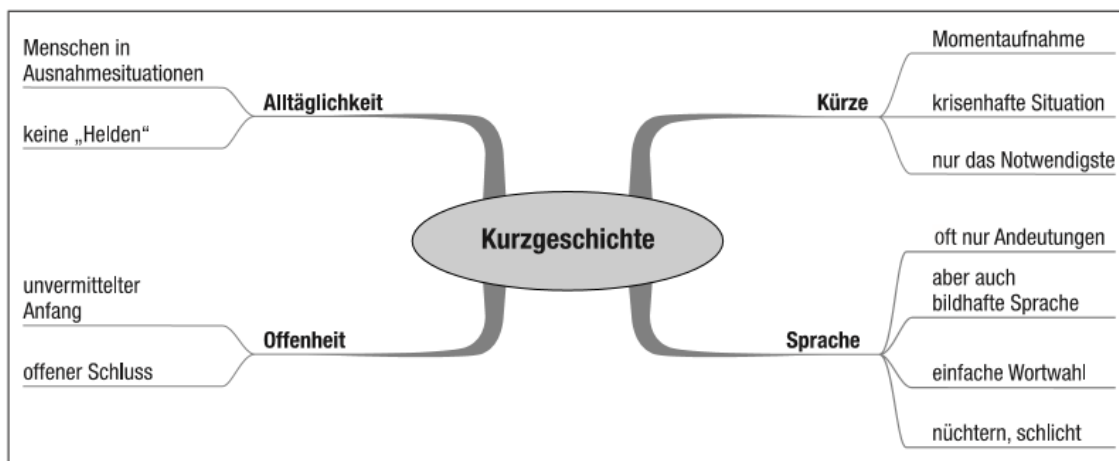 Menschen in
Ausnahmesituationen
Alltäglichkeit
keine „Helden“
Momentaufnahme
Kürze
krisenhafte Situation
nur das Notwendigste
Kurzgeschichte
unvermittelter
Anfang
Offenheit
offener Schluss
oft nur Andeutungen
aber auch
bildhafte Sprache
Sprache
einfache Wortwahl
nüchtern, schlicht